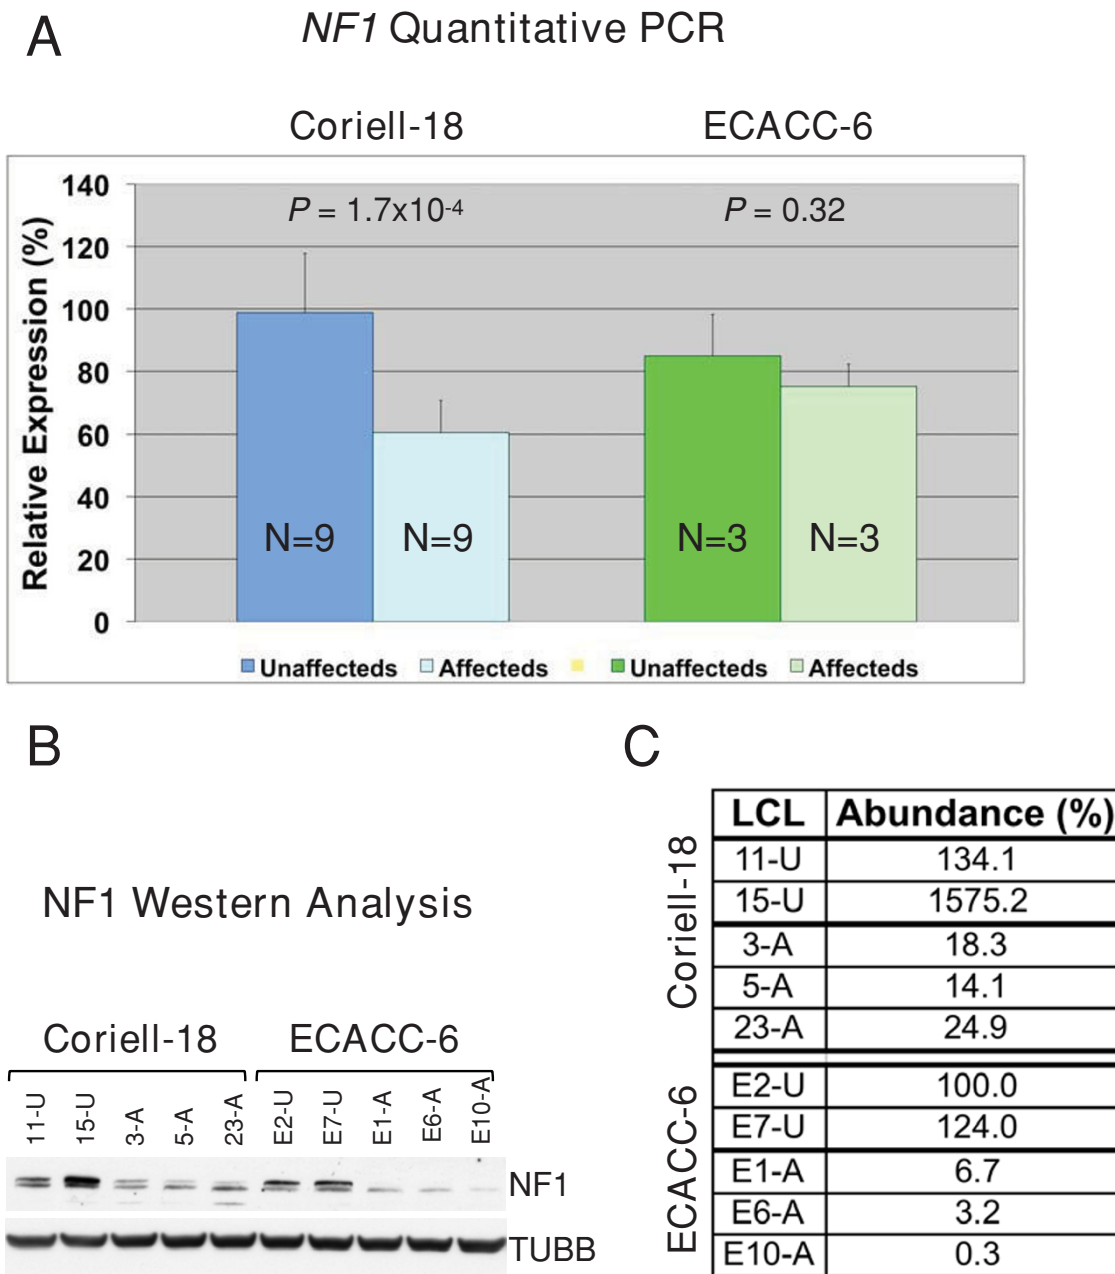 A
NF1 Quantitative PCR
Coriell-18 ECACC-6
Relative Expression (%)
140
120
100
80
60
40
20
0
P = 1.7x10-4 P = 0.32
N=9 N=9 N=3 N=3
Unaffecteds Affecteds Unaffecteds Affecteds
B
NF1 Western Analysis
Coriell-18 ECACC-6
11-U 15-U 3-A 5-A 23-A E2-U E7-U E1-A E6-A E10-A
NF1
TUBB
C
LCL Abundance (%)
Coriell-18
11-U 134.1
15-U 1575.2
3-A 18.3
5-A 14.1
23-A 24.9
ECACC-6
E2-U 100.0
E7-U 124.0
E1-A 6.7
E6-A 3.2
E10-A 0.3